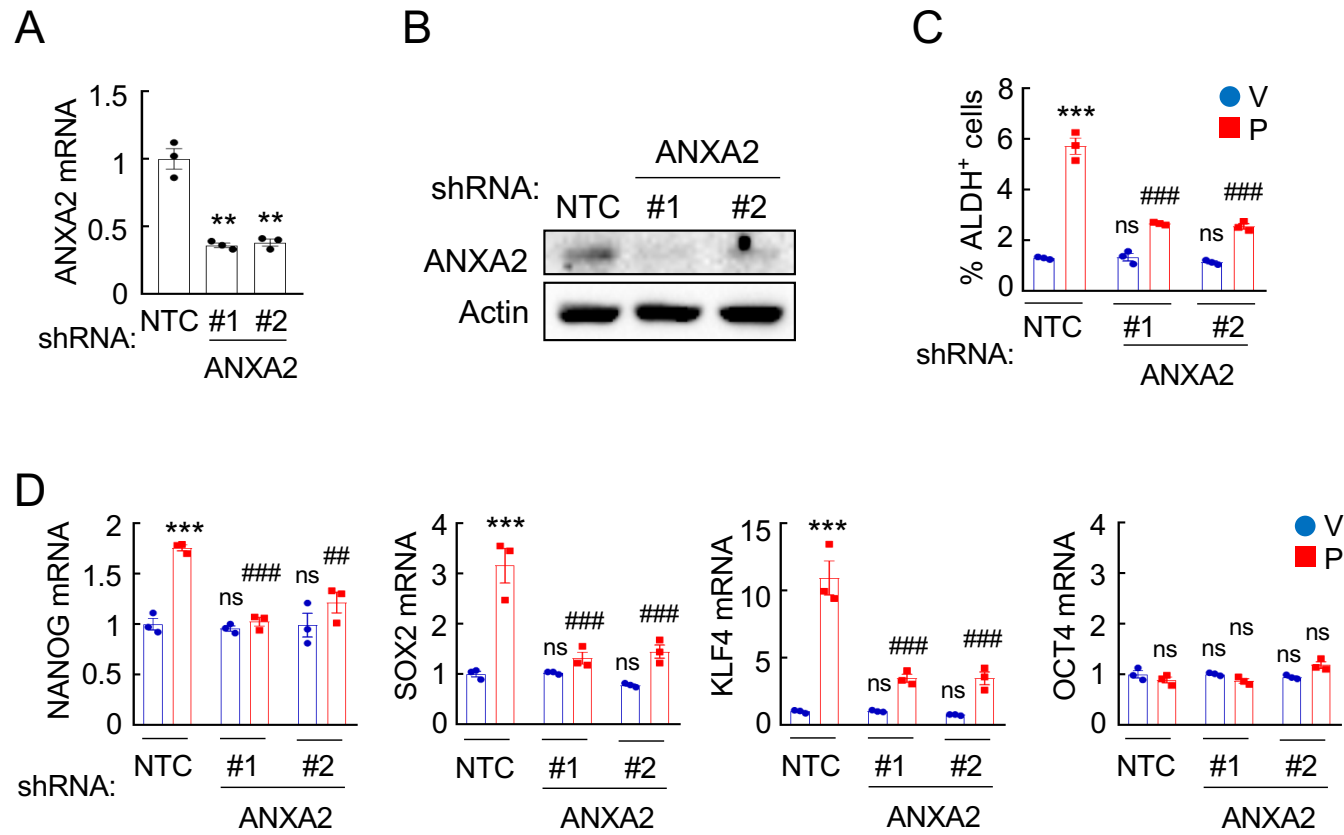 A
ANXA2 mRNA
1.5
1
0.5
0
**
**
NTC
#1
#2
shRNA:
ANXA2
B
ANXA2
shRNA:
NTC
#1
#2
ANXA2
Actin
C
% ALDH+ cells
8
6
4
2
0
V
P
***
ns
###
ns
###
NTC
#1
#2
shRNA:
ANXA2
D
NANOG mRNA
2
1.5
1
0.5
0
***
ns
###
ns
##
NTC
#1
#2
shRNA:
ANXA2
SOX2 mRNA
4
3
2
1
0
***
ns
###
ns
###
NTC
#1
#2
ANXA2
KLF4 mRNA
15
10
5
0
***
ns
###
ns
###
NTC
#1
#2
ANXA2
OCT4 mRNA
4
3
2
1
0
V
P
ns
ns
ns
ns
ns
NTC
#1
#2
ANXA2